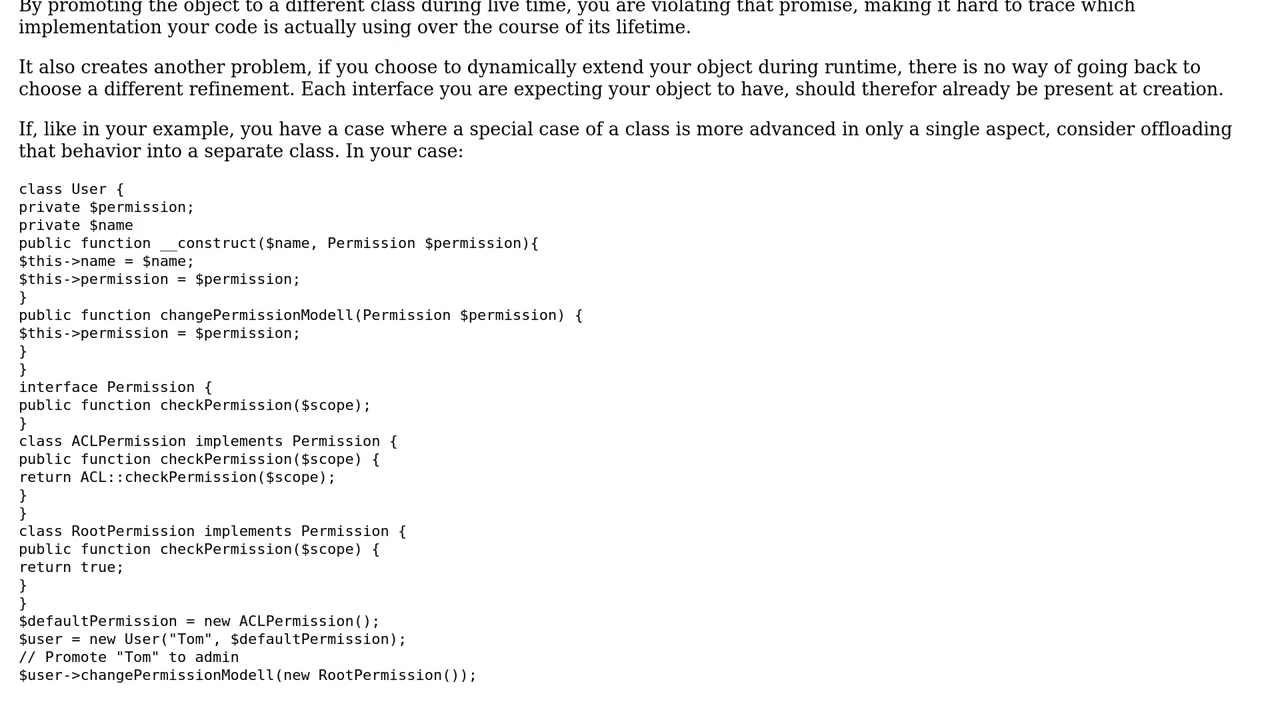 By promoting the object to a different class during live time, you are violating that promise, making it hard to trace which
implementation your code is actually using over the course of its lifetime.
It also creates another problem, if you choose to dynamically extend your object during runtime, there is no way of going back to
choose a different refinement. Each interface you are expecting your object to have, should therefor already be present at creation.
If, like in your example, you have a case where a special case of a class is more advanced in only a single aspect, consider offloading
that behavior into a separate class. In your case:
class User {
private $permission;
private $name
public function __construct($name, Permission $permission){
$this->name = $name;
$this->permission = $permission;
}
public function changePermissionModell(Permission $permission) {
$this->permission = $permission;
}
}
interface Permission {
public function checkPermission($scope);
}
class ACLPermission implements Permission {
public function checkPermission($scope) {
return ACL::checkPermission($scope);
}
}
class RootPermission implements Permission {
public function checkPermission($scope) {
return true;
}
}
$defaultPermission = new ACLPermission();
$user = new User("Tom", $defaultPermission);
// Promote "Tom" to admin
$user->changePermissionModell(new RootPermission());